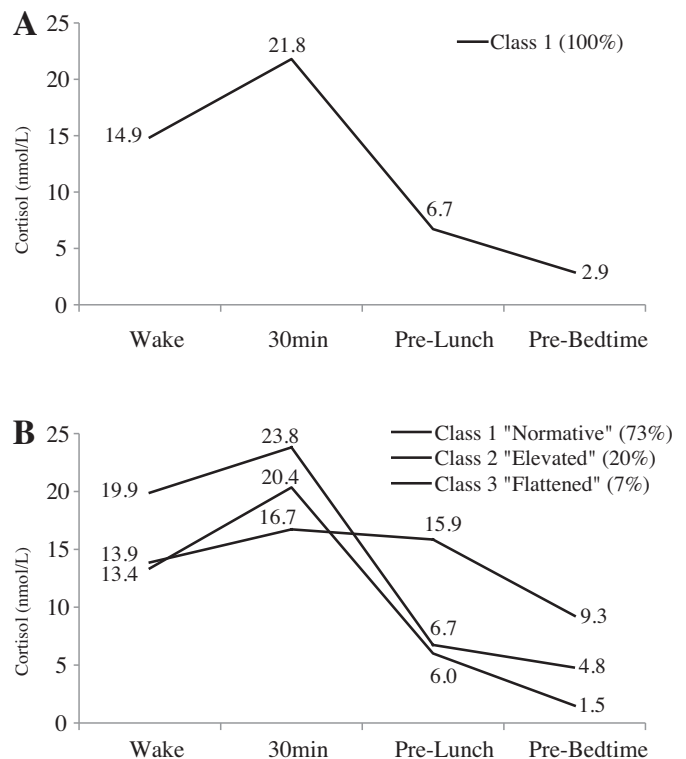 A
Class 1 (100%)
Cortisol (nmol/L)
25
20
15
10
5
0
14.9
21.8
6.7
2.9
Wake 30min Pre-Lunch Pre-Bedtime
B
Class 1 "Normative" (73%)
Class 2 "Elevated" (20%)
Class 3 "Flattened" (7%)
Cortisol (nmol/L)
25
20
15
10
5
0
19.9
13.9
13.4
23.8
20.4
16.7
15.9
6.7
6.0
9.3
4.8
1.5
Wake 30min Pre-Lunch Pre-Bedtime